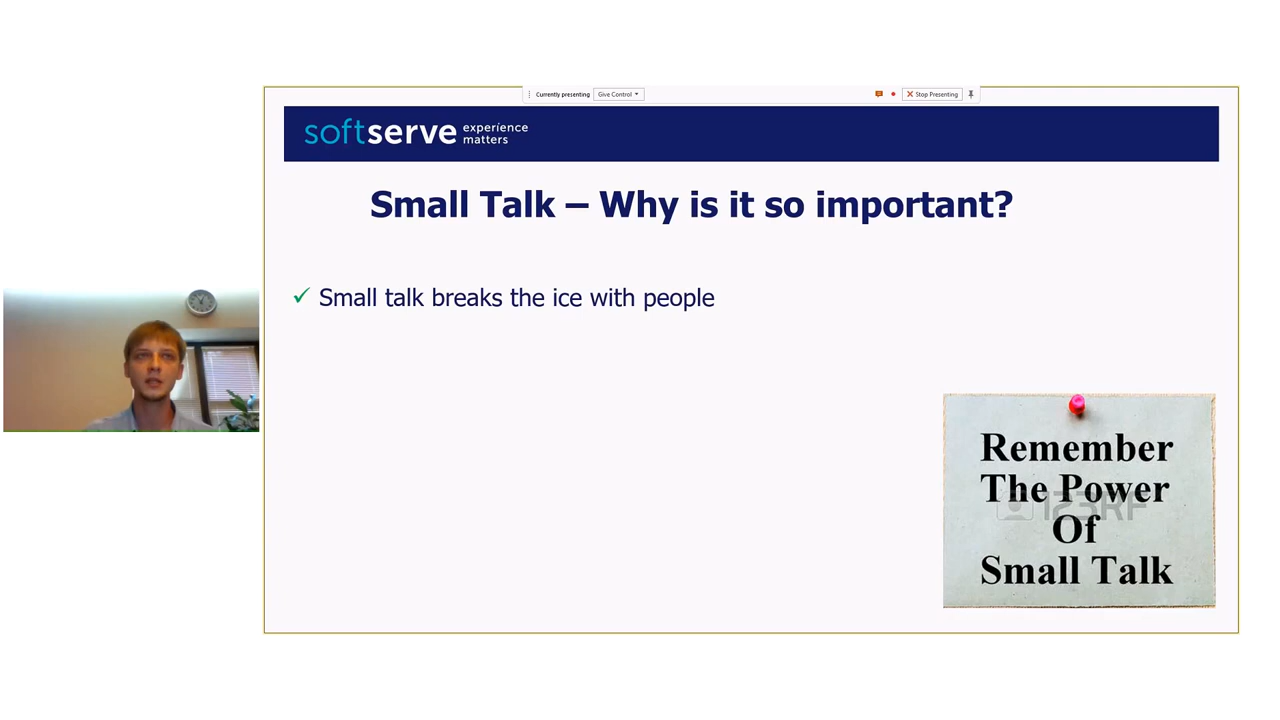 Currently presenting Give Control Stop Presenting
softserve experience
matters
Small Talk – Why is it so important?
✓ Small talk breaks the ice with people
Remember
The Power
123RF
Of
Small Talk